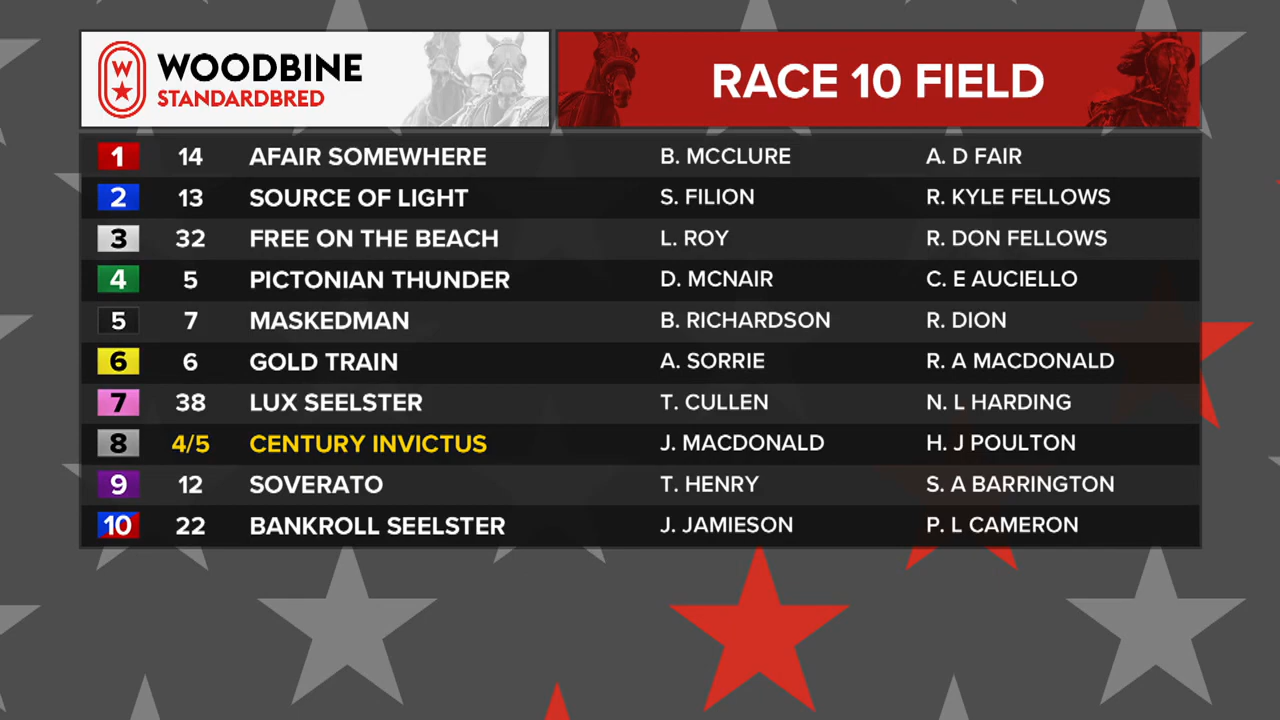 W
WOODBINE
STANDARDBRED
RACE 10 FIELD
1 14 AFAIR SOMEWHERE B. MCCLURE A. D FAIR
2 13 SOURCE OF LIGHT S. FILION R. KYLE FELLOWS
3 32 FREE ON THE BEACH L. ROY R. DON FELLOWS
4 5 PICTONIAN THUNDER D. MCNAIR C. E AUCIELLO
5 7 MASKEDMAN B. RICHARDSON R. DION
6 6 GOLD TRAIN A. SORRIE R. A MACDONALD
7 38 LUX SEELSTER T. CULLEN N. L HARDING
8 4/5 CENTURY INVICTUS J. MACDONALD H. J POULTON
9 12 SOVERATO T. HENRY S. A BARRINGTON
10 22 BANKROLL SEELSTER J. JAMIESON P. L CAMERON